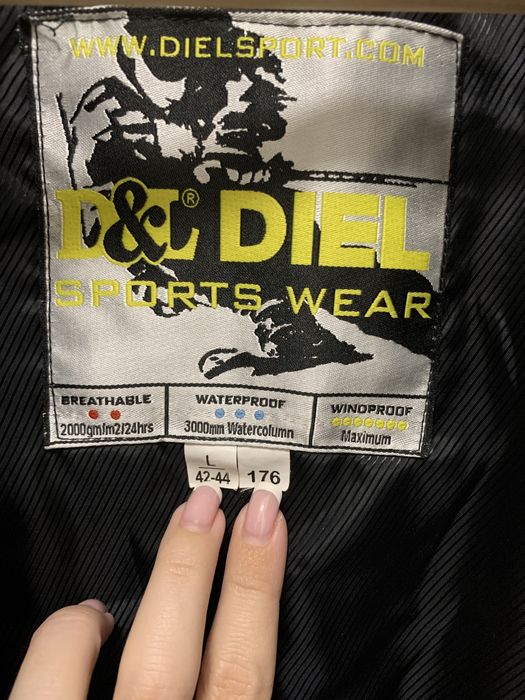 WWW.DIELSPORT.COM
D&L® DIEL
SPORTS WEAR
BREATHABLE
2000gm/m2/24hrs
WATERPROOF
3000mm Watercolumn
WINDPROOF
Maximum
L
42-44
176